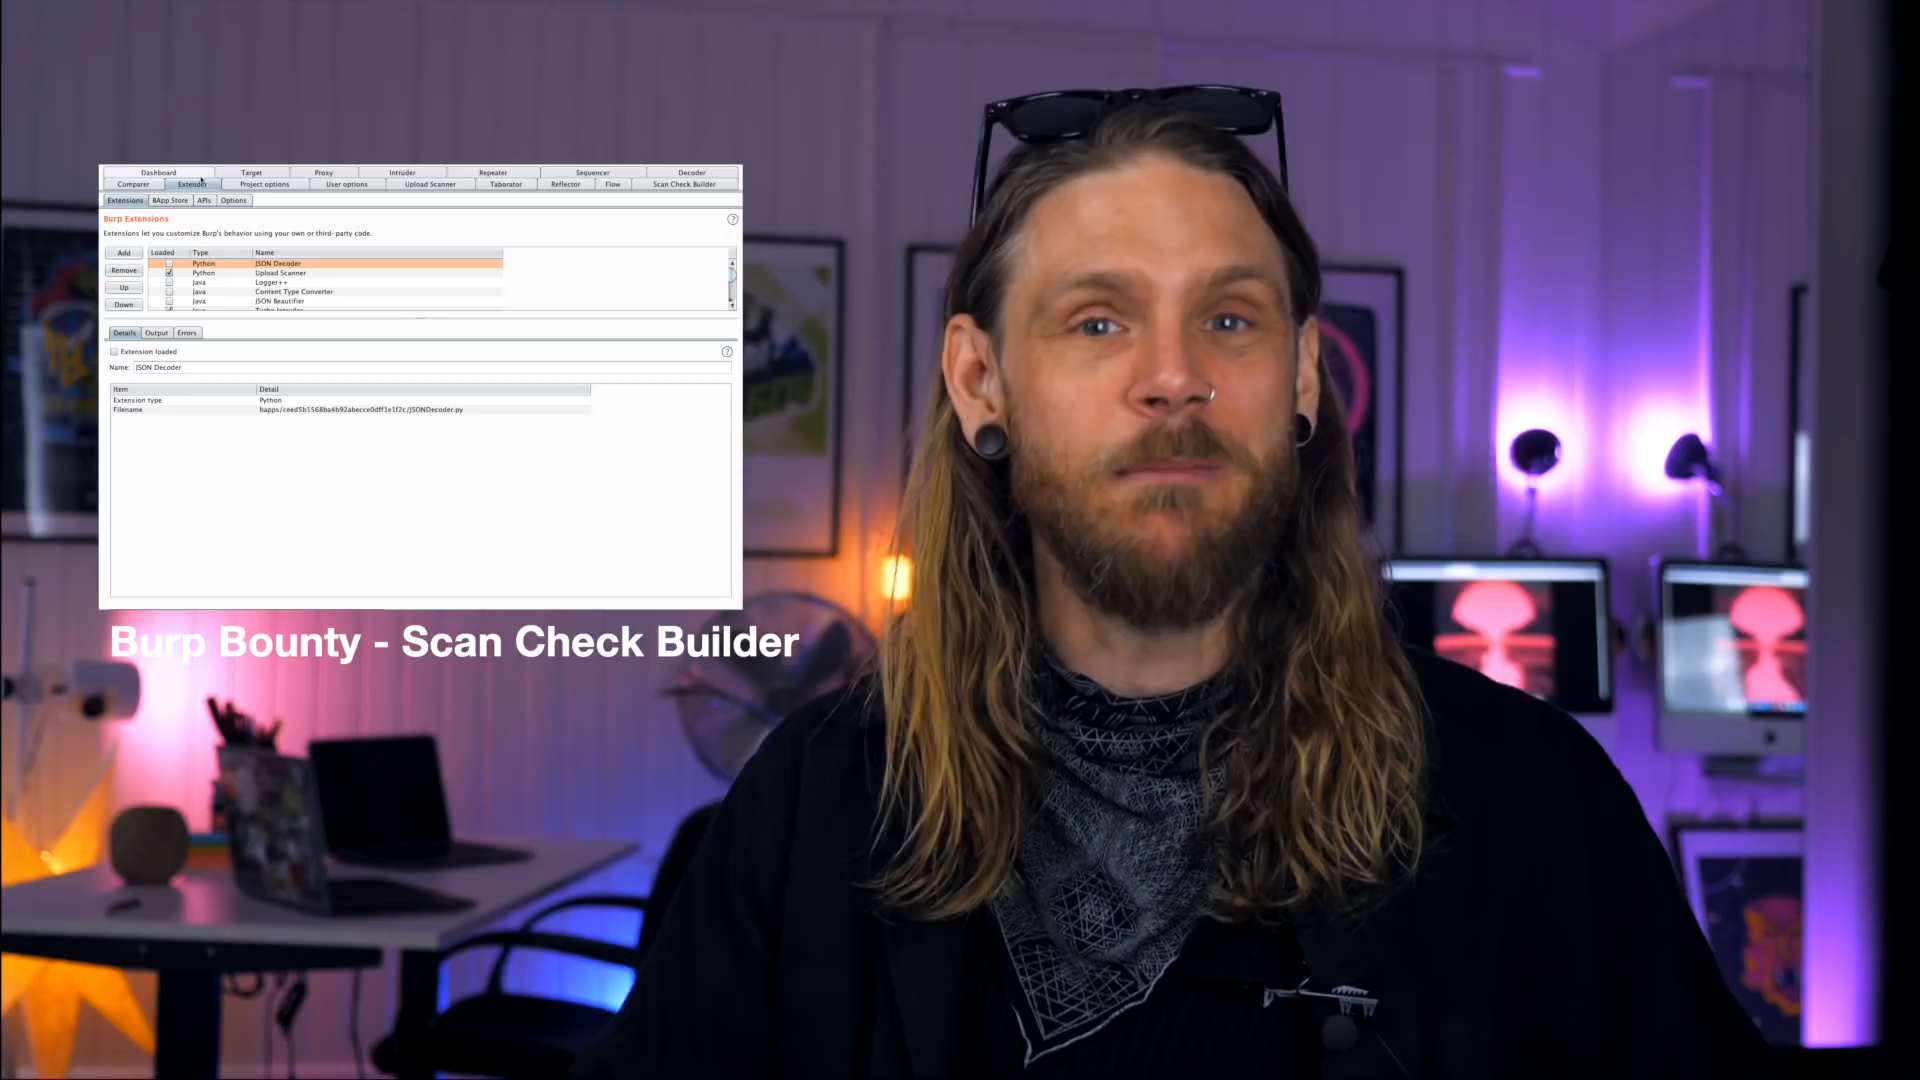 Dashboard Target Proxy Intruder Repeater Sequencer Decoder
Comparer Extender Project options User options Upload Scanner Taborator Reflector Flow Scan Check Builder
Extensions BApp Store APIs Options
Burp Extensions
?
Extensions let you customize Burp's behavior using your own or third-party code.
Add Loaded Type Name
Python JSON Decoder
Remove Python Upload Scanner
Java Logger++
Up Java Content Type Converter
Java JSON Beautifier
Down
Details Output Errors
Extension loaded ?
Name: JSON Decoder
Item Detail
Extension type Python
Filename bapps/ceed5b1568ba4b92abecce0dff1e1f2c/JSONDecoder.py
Burp Bounty - Scan Check Builder